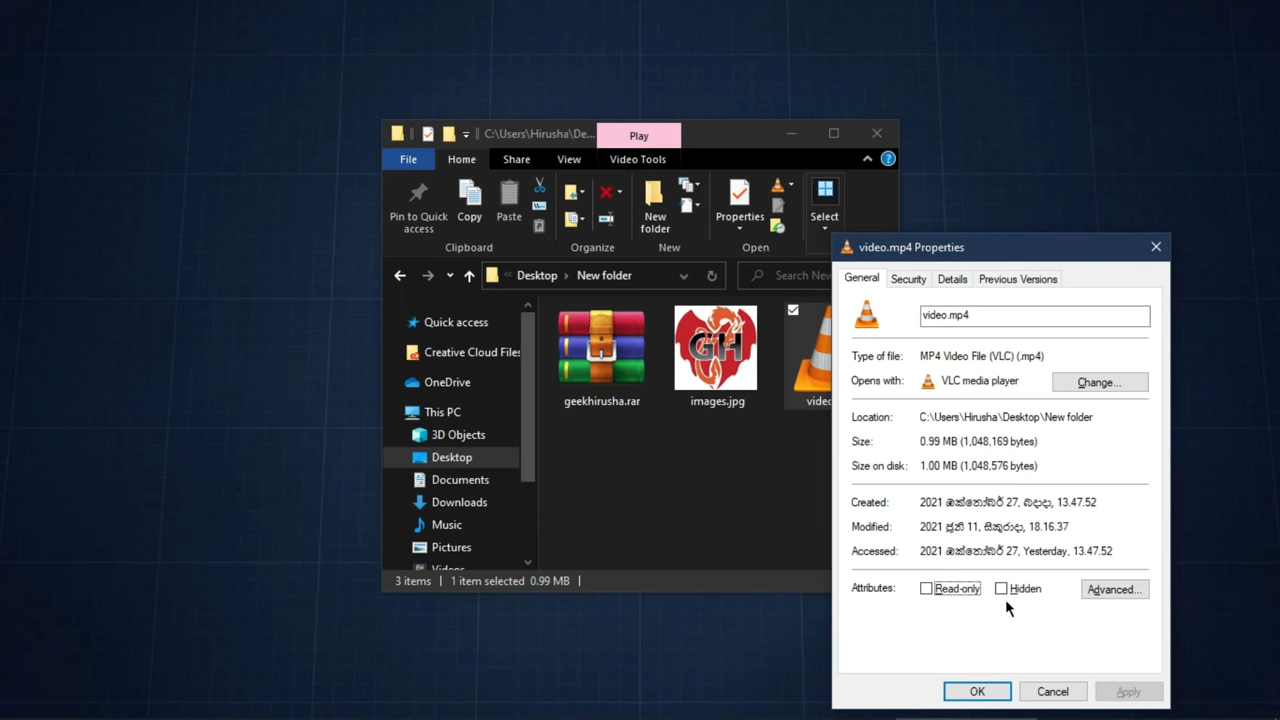 C:\Users\Hirusha\De...
Play
File
Home
Share
View
Video Tools
Pin to Quick access
Copy
Paste
New folder
Properties
Select
Clipboard
Organize
New
Open
Desktop
New folder
Search New
Quick access
Creative Cloud Files
OneDrive
This PC
3D Objects
Desktop
Documents
Downloads
Music
Pictures
Videos
GH
geekhirusha.rar
images.jpg
video
3 items
1 item selected 0.99 MB
video.mp4 Properties
General
Security
Details
Previous Versions
video.mp4
Type of file: MP4 Video File (VLC) (.mp4)
Opens with: VLC media player
Change...
Location: C:\Users\Hirusha\Desktop\New folder
Size: 0.99 MB (1,048,169 bytes)
Size on disk: 1.00 MB (1,048,576 bytes)
Created: 2021 ඔක්තෝබර් 27, බදාදා, 13.47.52
Modified: 2021 ජූනි 11, සිකුරාදා, 18.16.37
Accessed: 2021 ඔක්තෝබර් 27, Yesterday, 13.47.52
Attributes: Read-only Hidden
Advanced...
OK
Cancel
Apply